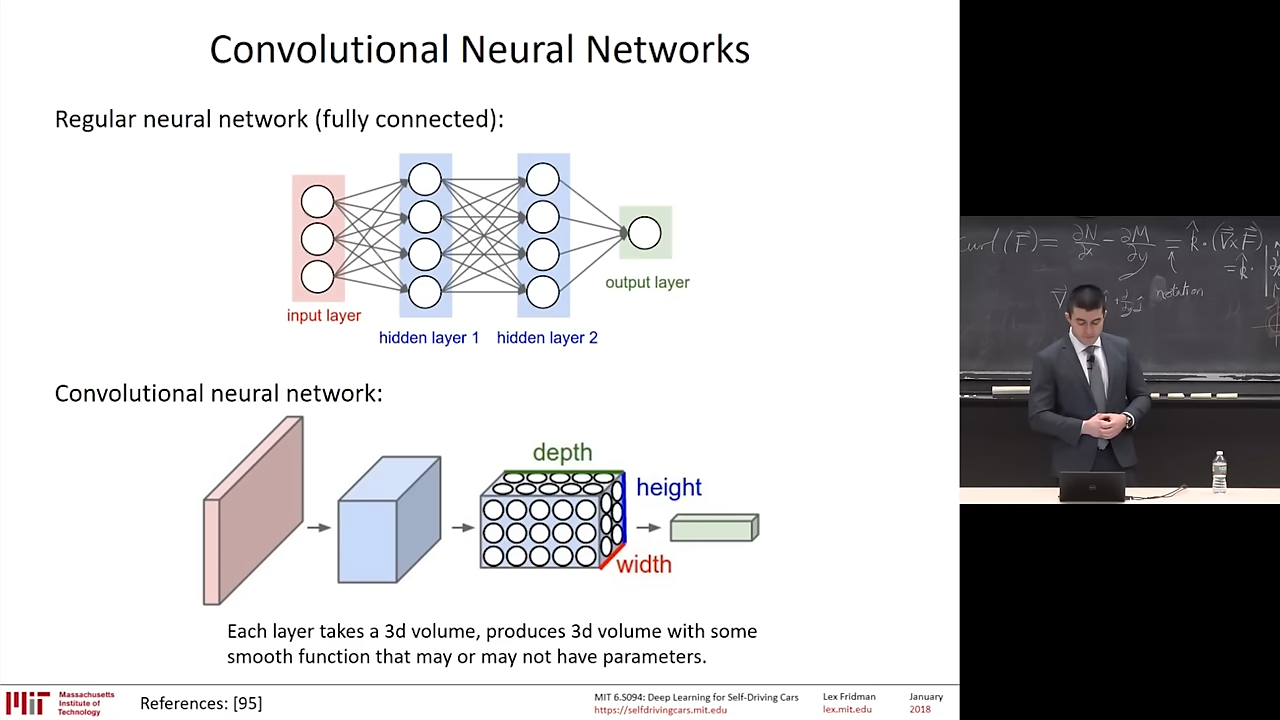 Convolutional Neural Networks
Regular neural network (fully connected):
input layer
hidden layer 1
hidden layer 2
output layer
Convolutional neural network:
depth
height
width
Each layer takes a 3d volume, produces 3d volume with some
smooth function that may or may not have parameters.
MIT
Massachusetts
Institute of
Technology
References: [95]
MIT 6.S094: Deep Learning for Self-Driving Cars
https://selfdrivingcars.mit.edu
Lex Fridman
lex.mit.edu
January
2018
curl (F⃗) = ∂N/∂x - ∂M/∂y = k̂ · (∇⃗×F⃗)
= k̂ ·
notation